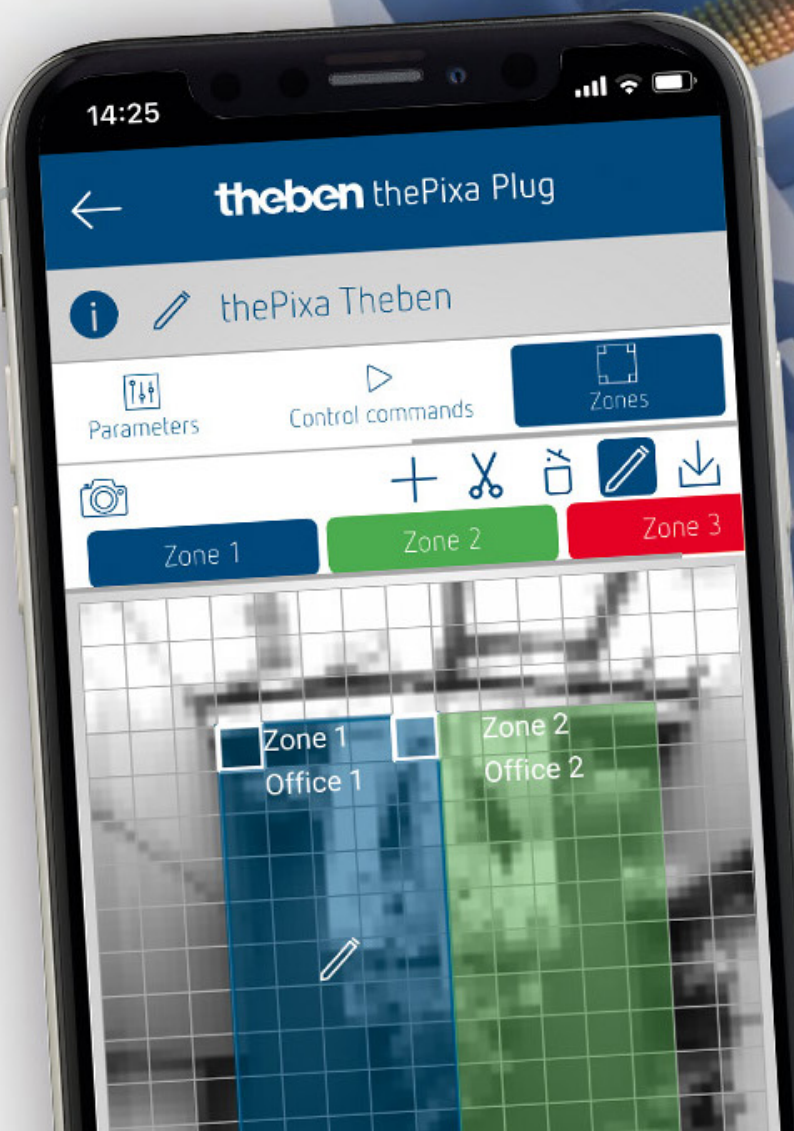 14:25
theben thePixa Plug
thePixa Theben
Parameters
Control commands
Zones
Zone 1
Zone 2
Zone 3
Zone 1
Office 1
Zone 2
Office 2